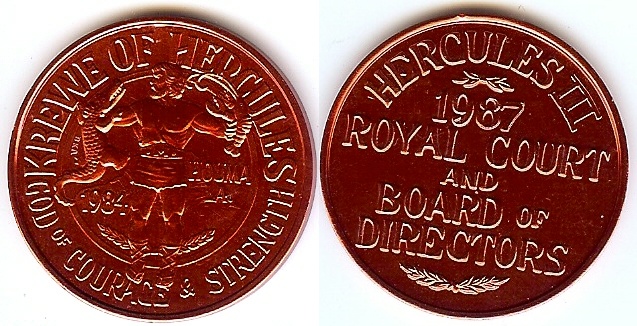 KREWE OF HERCULES
GOD OF COURAGE & STRENGTH
1984
HOUMA
LA.
HERCULES III
1987
ROYAL COURT
AND
BOARD OF
DIRECTORS